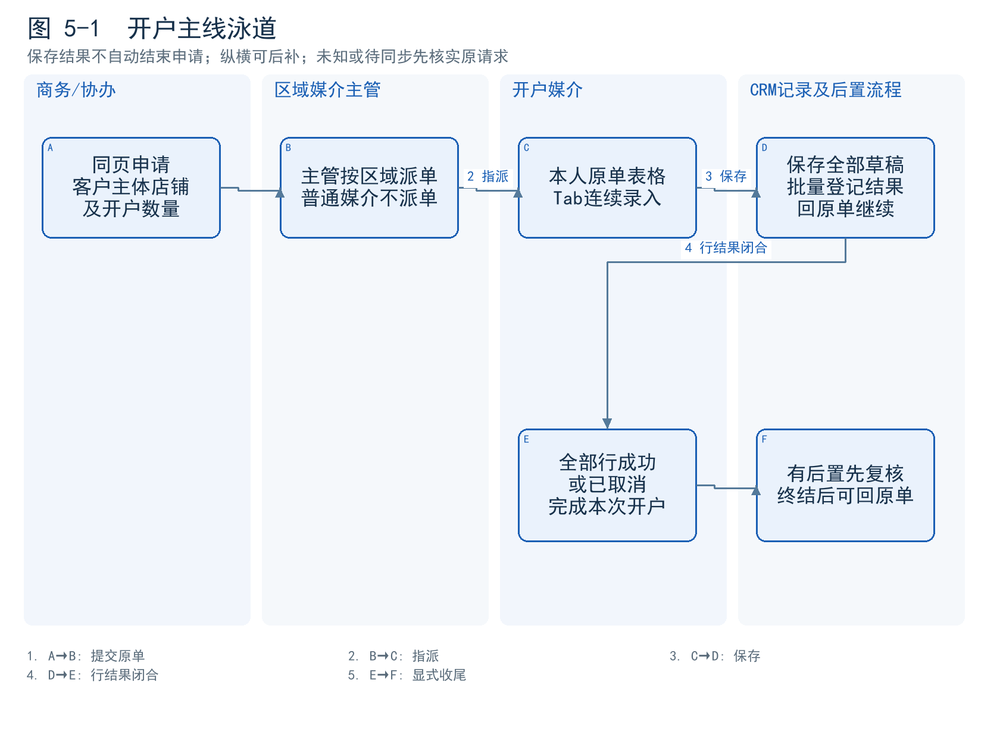 图 5-1  开户主线泳道
保存结果不自动结束申请；纵横可后补；未知或待同步先核实原请求
商务/协办
区域媒介主管
开户媒介
CRM记录及后置流程
A
同页申请
客户主体店铺
及开户数量
B
主管按区域派单
普通媒介不派单
2 指派
C
本人原单表格
Tab连续录入
3 保存
D
保存全部草稿
批量登记结果
回原单继续
4 行结果闭合
E
全部行成功
或已取消
完成本次开户
F
有后置先复核
终结后可回原单
1. A→B: 提交原单
2. B→C: 指派
3. C→D: 保存
4. D→E: 行结果闭合
5. E→F: 显式收尾